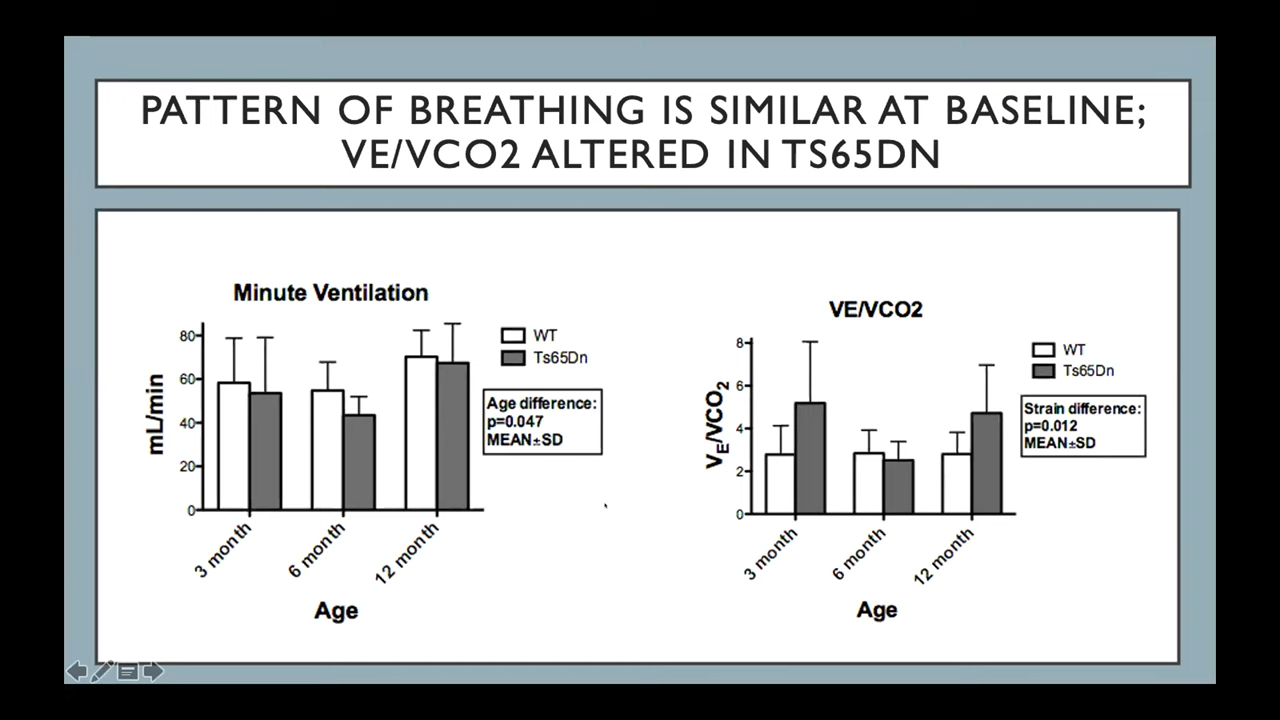 PATTERN OF BREATHING IS SIMILAR AT BASELINE;
VE/VCO2 ALTERED IN TS65DN
Minute Ventilation
WT
Ts65Dn
Age difference:
p=0.047
MEAN±SD
mL/min
80
60
40
20
0
3 month
6 month
12 month
Age
VE/VCO2
WT
Ts65Dn
Strain difference:
p=0.012
MEAN±SD
VE/VCO2
8
6
4
2
0
3 month
6 month
12 month
Age